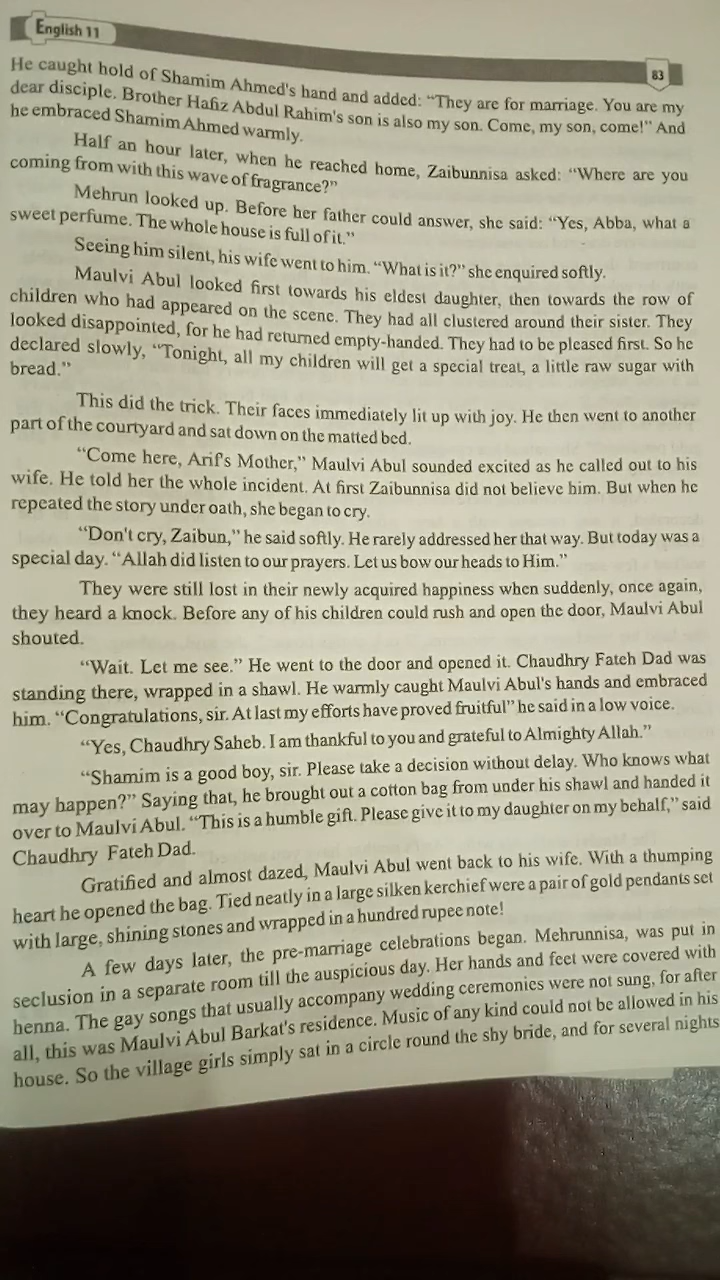 English 11
83
He caught hold of Shamim Ahmed's hand and added: “They are for marriage. You are my
dear disciple. Brother Hafiz Abdul Rahim's son is also my son. Come, my son, come!” And
he embraced Shamim Ahmed warmly.
Half an hour later, when he reached home, Zaibunnisa asked: “Where are you
coming from with this wave of fragrance?”
Mehrun looked up. Before her father could answer, she said: “Yes, Abba, what a
sweet perfume. The whole house is full of it.”
Seeing him silent, his wife went to him. “What is it?” she enquired softly.
Maulvi Abul looked first towards his eldest daughter, then towards the row of
children who had appeared on the scene. They had all clustered around their sister. They
looked disappointed, for he had returned empty-handed. They had to be pleased first. So he
declared slowly, “Tonight, all my children will get a special treat, a little raw sugar with
bread.”
This did the trick. Their faces immediately lit up with joy. He then went to another
part of the courtyard and sat down on the matted bed.
“Come here, Arif's Mother,” Maulvi Abul sounded excited as he called out to his
wife. He told her the whole incident. At first Zaibunnisa did not believe him. But when he
repeated the story under oath, she began to cry.
“Don't cry, Zaibun,” he said softly. He rarely addressed her that way. But today was a
special day. “Allah did listen to our prayers. Let us bow our heads to Him.”
They were still lost in their newly acquired happiness when suddenly, once again,
they heard a knock. Before any of his children could rush and open the door, Maulvi Abul
shouted.
“Wait. Let me see.” He went to the door and opened it. Chaudhry Fateh Dad was
standing there, wrapped in a shawl. He warmly caught Maulvi Abul's hands and embraced
him. “Congratulations, sir. At last my efforts have proved fruitful” he said in a low voice.
“Yes, Chaudhry Saheb. I am thankful to you and grateful to Almighty Allah.”
“Shamim is a good boy, sir. Please take a decision without delay. Who knows what
may happen?” Saying that, he brought out a cotton bag from under his shawl and handed it
over to Maulvi Abul. “This is a humble gift. Please give it to my daughter on my behalf,” said
Chaudhry Fateh Dad.
Gratified and almost dazed, Maulvi Abul went back to his wife. With a thumping
heart he opened the bag. Tied neatly in a large silken kerchief were a pair of gold pendants set
with large, shining stones and wrapped in a hundred rupee note!
A few days later, the pre-marriage celebrations began. Mehrunnisa, was put in
seclusion in a separate room till the auspicious day. Her hands and feet were covered with
henna. The gay songs that usually accompany wedding ceremonies were not sung, for after
all, this was Maulvi Abul Barkat's residence. Music of any kind could not be allowed in his
house. So the village girls simply sat in a circle round the shy bride, and for several nights